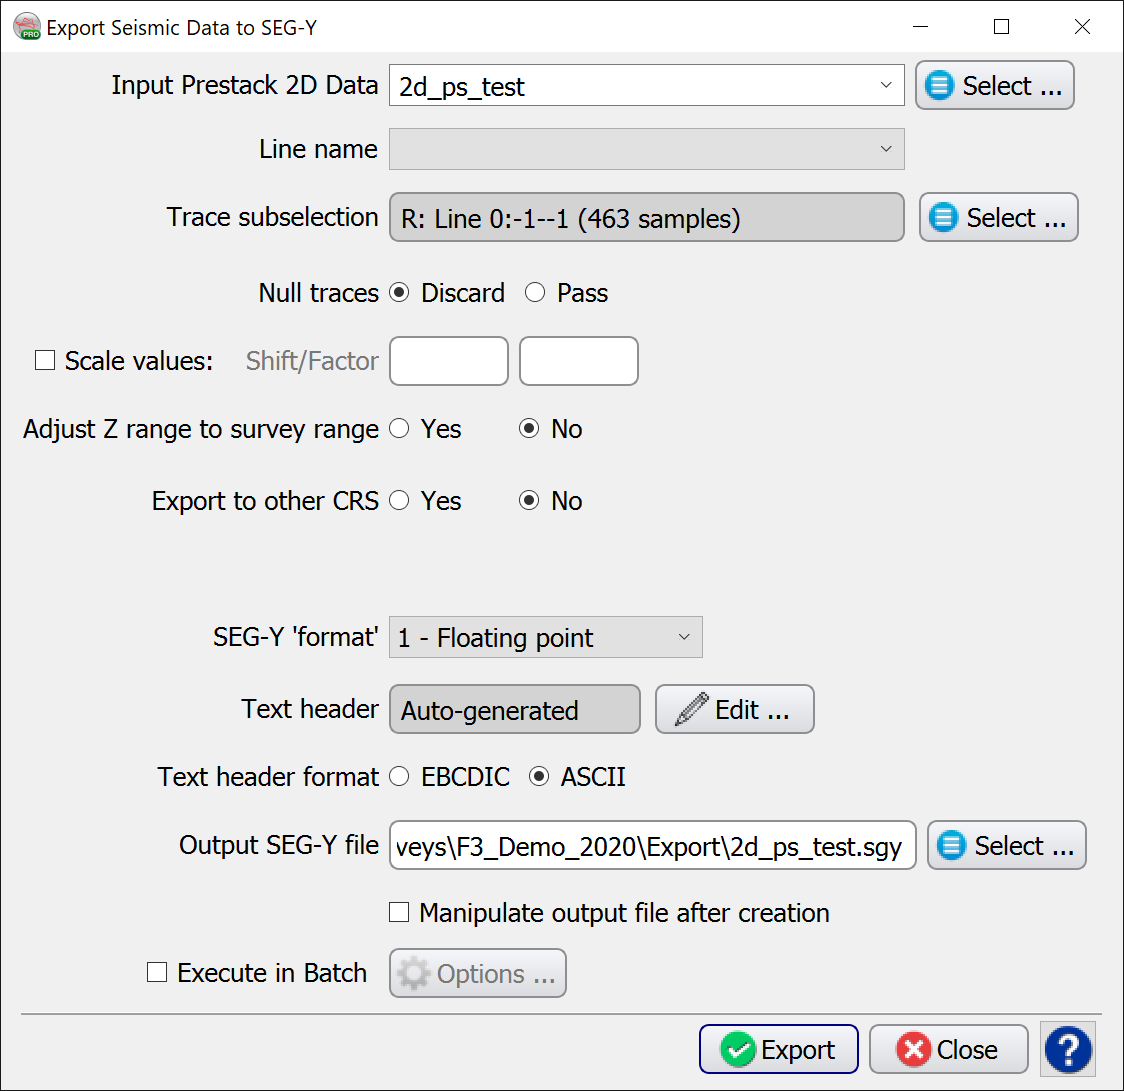 PRO Export Seismic Data to SEG-Y
Input Prestack 2D Data 2d_ps_test Select ...
Line name
Trace subselection R: Line 0:-1--1 (463 samples) Select ...
Null traces Discard Pass
Scale values: Shift/Factor
Adjust Z range to survey range Yes No
Export to other CRS Yes No
SEG-Y 'format' 1 - Floating point
Text header Auto-generated Edit ...
Text header format EBCDIC ASCII
Output SEG-Y file veys\F3_Demo_2020\Export\2d_ps_test.sgy Select ...
Manipulate output file after creation
Execute in Batch Options ...
Export Close ?